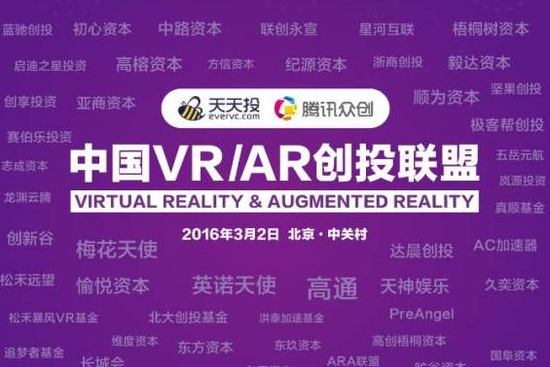 蓝驰创投 初心资本 中路资本 联创永宣 星河互联 梧桐树资本
启迪之星投资 高榕资本 方信资本 纪源资本 浙商创投 毅达资本
创享投资 亚商资本 天天投 evervc.com 腾讯众创 顺为资本 坚果创投
赛伯乐投资 极客帮创投
志成资本 中国VR/AR创投联盟 五岳元航
龙渊云腾 VIRTUAL REALITY & AUGMENTED REALITY 岚源投资
真顺基金
创新谷 2016年3月2日 北京·中关村
梅花天使 达晨创投 AC加速器
松禾远望 愉悦资本 英诺天使 高通 天神娱乐 久奕资本
松禾暴风VR基金 北大创投基金 洪泰加速基金 PreAngel
维度资本 东方资本 东玖资本 高创梧桐资本
追梦者基金 长城会 ARA联盟 国阜资本